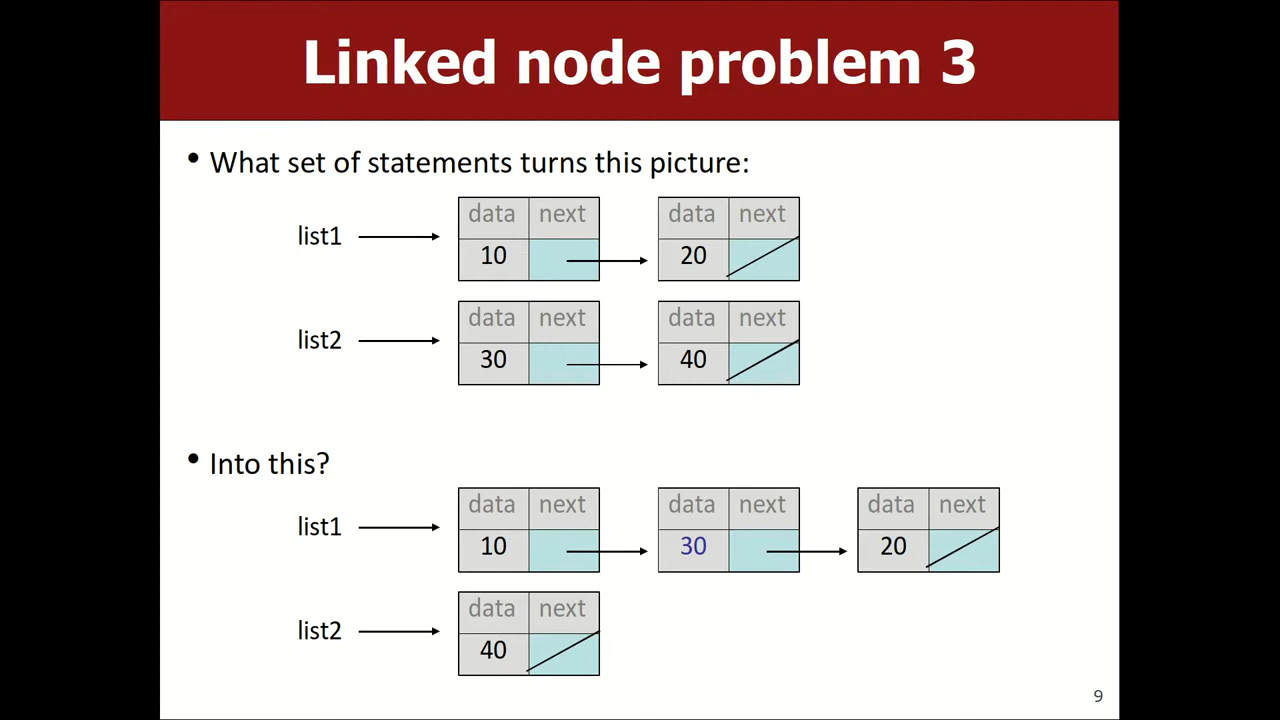 Linked node problem 3
• What set of statements turns this picture:
data next data next
list1
10 20
data next data next
list2
30 40
• Into this?
data next data next data next
list1
10 30 20
data next
list2
40
9